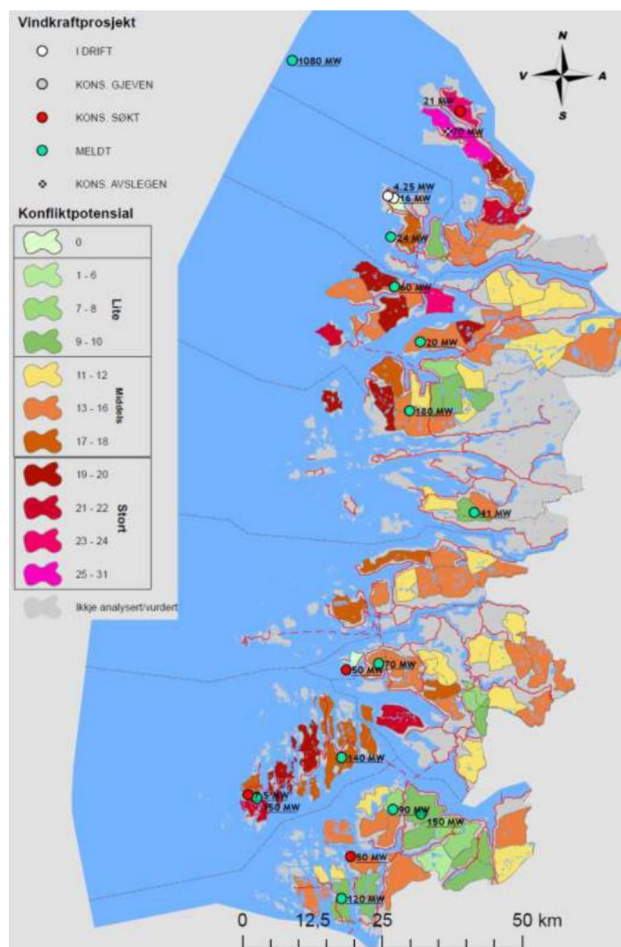 Vindkraftprosjekt
I DRIFT
KONS. GJEVEN
KONS. SØKT
MELDT
KONS. AVSLEGEN
Konfliktpotensial
0
1 - 6
7 - 8
9 - 10
Lite
11 - 12
13 - 16
17 - 18
Middels
19 - 20
21 - 22
23 - 24
25 - 31
Stort
Ikkje analysert/vurdert
N
V A
S
1080 MW
21 MW
70 MW
4.25 MW
16 MW
24 MW
60 MW
20 MW
180 MW
41 MW
70 MW
50 MW
140 MW
MW
MW
90 MW
150 MW
50 MW
120 MW
0 12,5 25 50 km